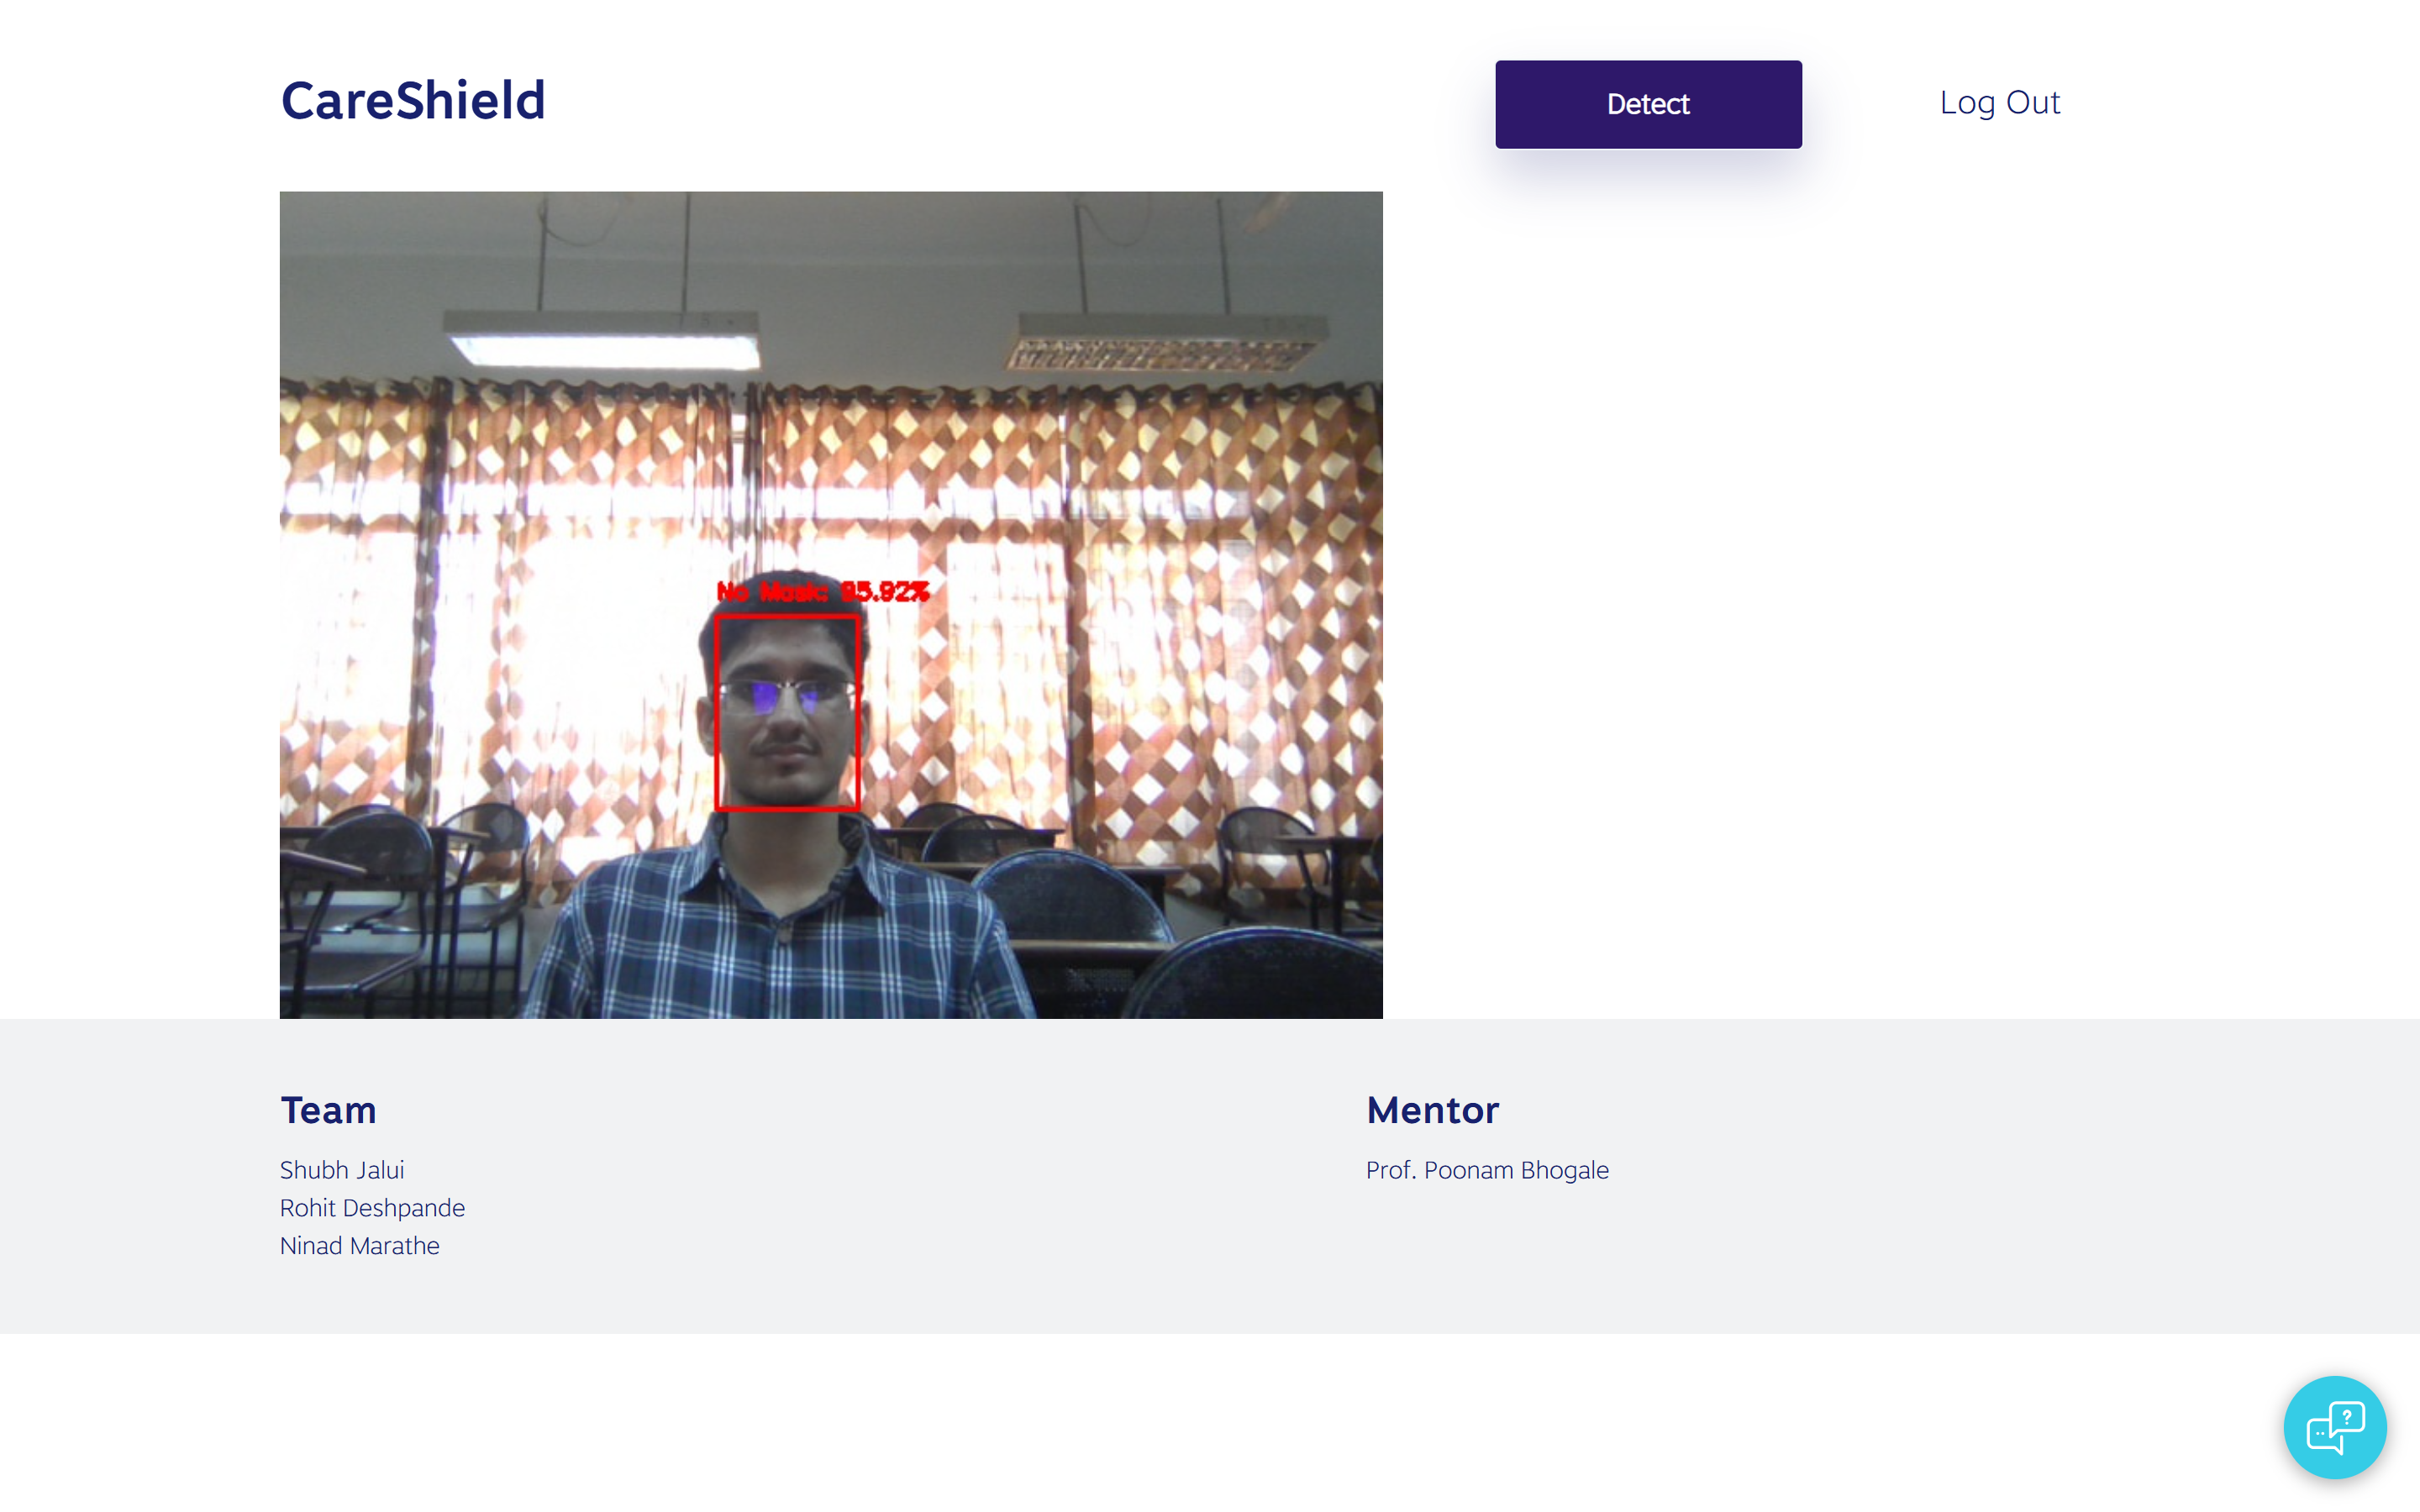 CareShield
Detect
Log Out
No Mask: 95.92%
Team
Shubh Jalui
Rohit Deshpande
Ninad Marathe
Mentor
Prof. Poonam Bhogale
?